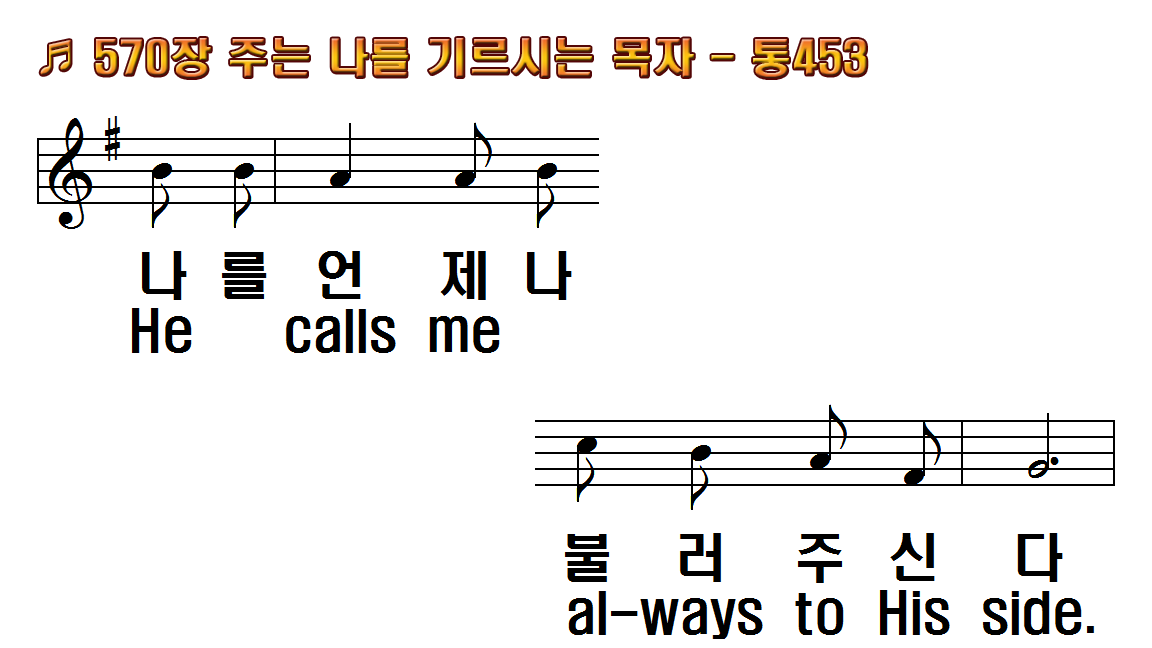 ♬ 570장 주는 나를 기르시는 목자 - 통453
나 를 언 제 나
He calls me
불 러 주 신 다
al-ways to His side.